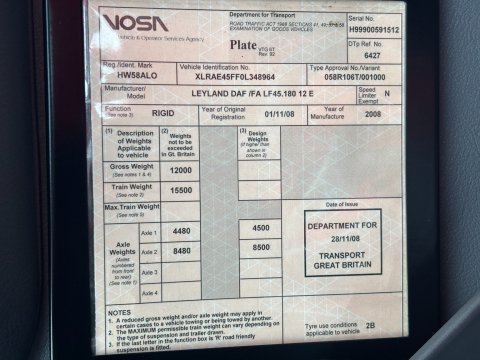 VOSA
Vehicle & Operator Services Agency
Department for Transport
ROAD TRAFFIC ACT 1988 SECTIONS 41, 49, 57 & 58
EXAMINATION OF GOODS VEHICLES
Plate VTG 6T
Rev. 92
Serial No.
H99900591512
DTp Ref. No.
6427
Reg./Ident. Mark
HW58ALO
Vehicle Identification No.
XLRAE45FF0L348964
Type Approval No./Variant
058R106T/001000
Manufacturer/
Model
LEYLAND DAF /FA LF45.180 12 E
Speed
Limiter
Exempt
N
Function
(See note 3)
RIGID
Year of Original
Registration
01/11/08
Year of
Manufacture
2008
(1) Description
of Weights
Applicable
to vehicle
(2) Weights
not to be
exceeded
in Gt. Britain
(3) Design
Weights
(if higher than
shown in
column 2)
Gross Weight
(See notes 1 & 4)
12000
Train Weight
(See note 2)
15500
Max.Train Weight
(See note 5)
Axle
Weights
(Axles
numbered
from front
to rear)
(See note 1)
Axle 1
4480
4500
Axle 2
8480
8500
Axle 3
Axle 4
Date of Issue
DEPARTMENT FOR
28/11/08
TRANSPORT
GREAT BRITAIN
NOTES
1. A reduced gross weight and/or axle weight may apply in
certain cases to a vehicle towing or being towed by another.
2. The MAXIMUM permissible train weight can vary depending on
the type of suspension and trailer drawn.
3. If the last letter in the function box is 'R' road friendly
suspension is fitted.
Tyre use conditions
applicable to
2B